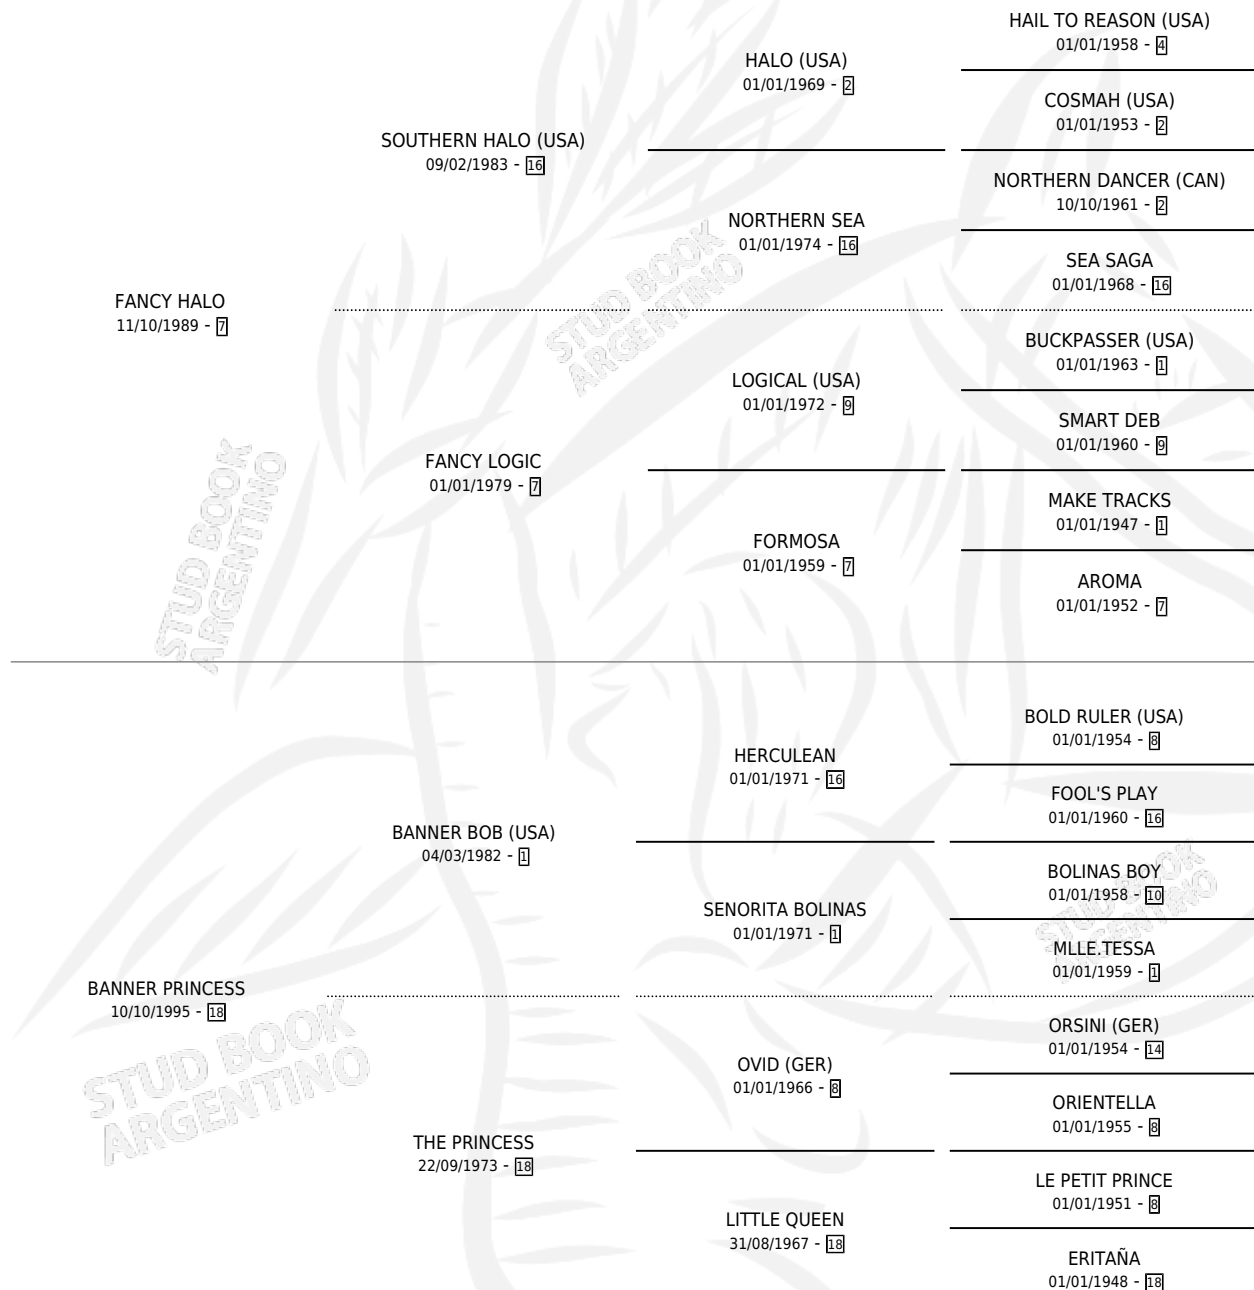 HAIL TO REASON (USA)
01/01/1958 - 4
HALO (USA)
01/01/1969 - 2
COSMAH (USA)
01/01/1953 - 2
SOUTHERN HALO (USA)
09/02/1983 - 16
NORTHERN DANCER (CAN)
10/10/1961 - 2
NORTHERN SEA
01/01/1974 - 16
SEA SAGA
01/01/1968 - 16
FANCY HALO
11/10/1989 - 7
STUD BOOK
ARGENTINO
BUCKPASSER (USA)
01/01/1963 - 1
LOGICAL (USA)
01/01/1972 - 9
SMART DEB
01/01/1960 - 9
FANCY LOGIC
01/01/1979 - 7
MAKE TRACKS
01/01/1947 - 1
FORMOSA
01/01/1959 - 7
AROMA
01/01/1952 - 7
STUD BOOK
ARGENTINO
BOLD RULER (USA)
01/01/1954 - 8
HERCULEAN
01/01/1971 - 16
FOOL'S PLAY
01/01/1960 - 16
BANNER BOB (USA)
04/03/1982 - 1
BOLINAS BOY
01/01/1958 - 10
SENORITA BOLINAS
01/01/1971 - 1
MLLE.TESSA
01/01/1959 - 1
STUD BOOK
ARGENTINO
BANNER PRINCESS
10/10/1995 - 18
STUD BOOK
ARGENTINO
ORSINI (GER)
01/01/1954 - 14
OVID (GER)
01/01/1966 - 8
ORIENTELLA
01/01/1955 - 8
THE PRINCESS
22/09/1973 - 18
LE PETIT PRINCE
01/01/1951 - 8
LITTLE QUEEN
31/08/1967 - 18
ERITAÑA
01/01/1948 - 18